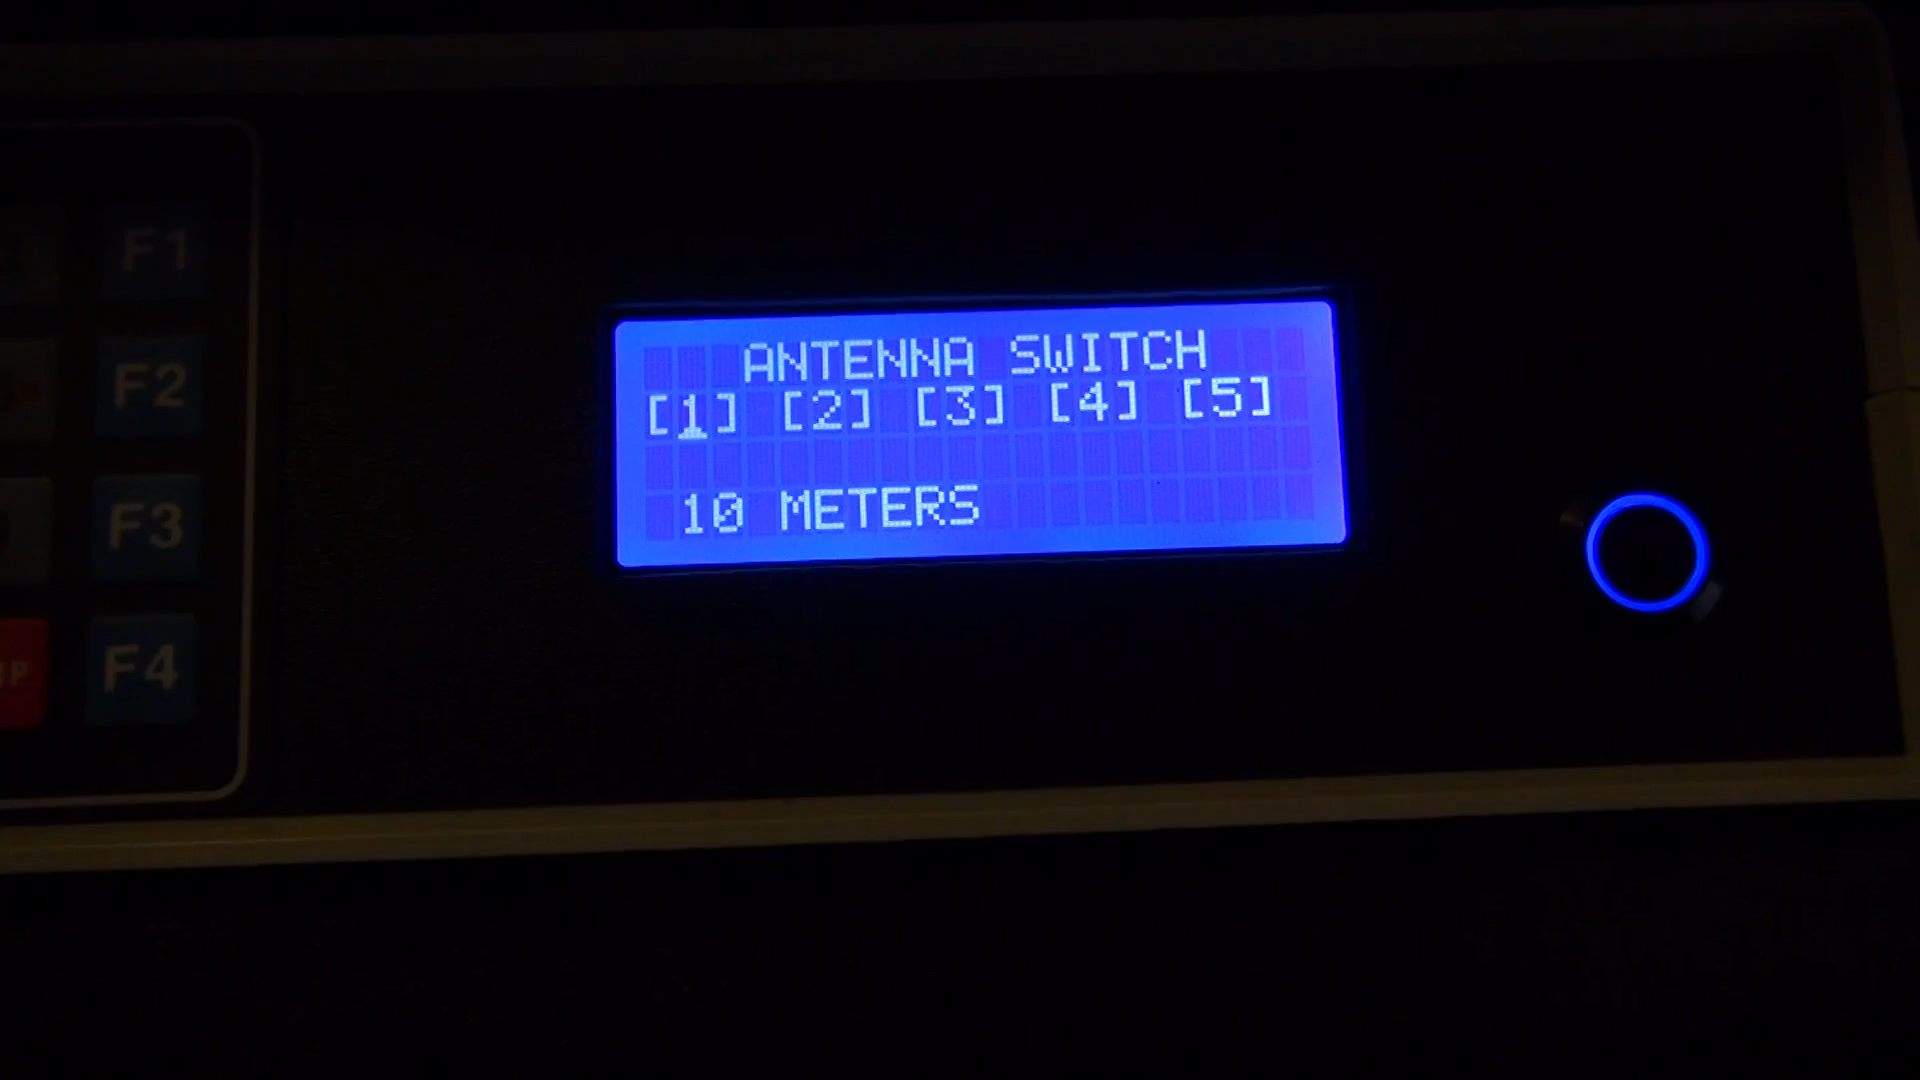 ANTENNA SWITCH
[1] [2] [3] [4] [5]
10 METERS
F1
F2
F3
F4